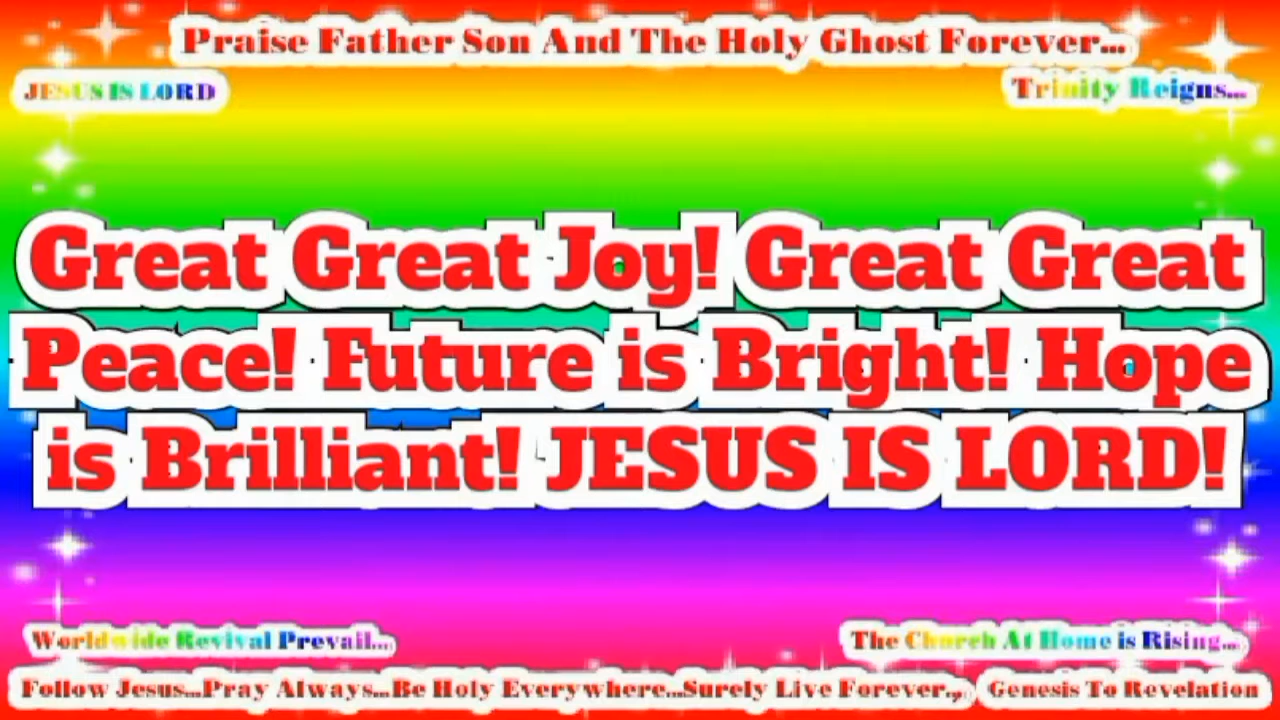 Praise Father Son And The Holy Ghost Forever...
JESUS IS LORD
Trinity Reigns...
Great Great Joy! Great Great
Peace! Future is Bright! Hope
is Brilliant! JESUS IS LORD!
Worldwide Revival Prevail...
The Church At Home is Rising...
Follow Jesus...Pray Always...Be Holy Everywhere...Surely Live Forever.., Genesis To Revelation